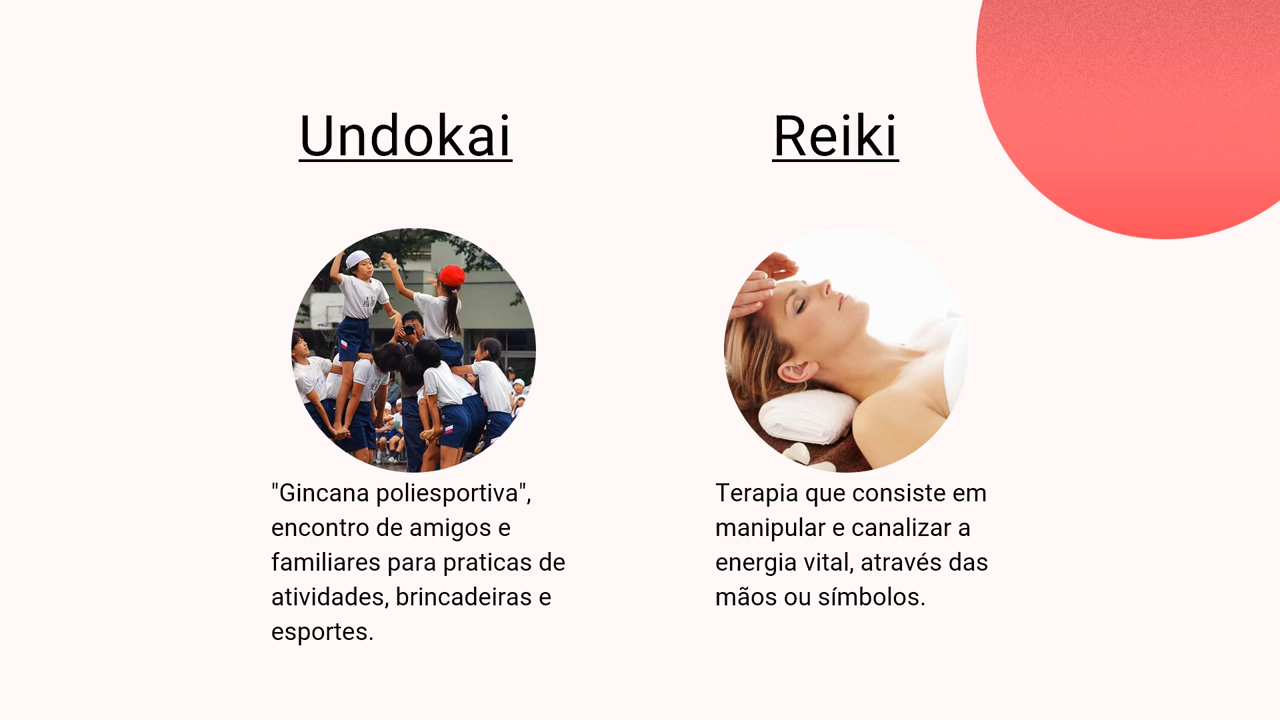 Undokai
"Gincana poliesportiva",
encontro de amigos e
familiares para praticas de
atividades, brincadeiras e
esportes.
Reiki
Terapia que consiste em
manipular e canalizar a
energia vital, através das
mãos ou símbolos.